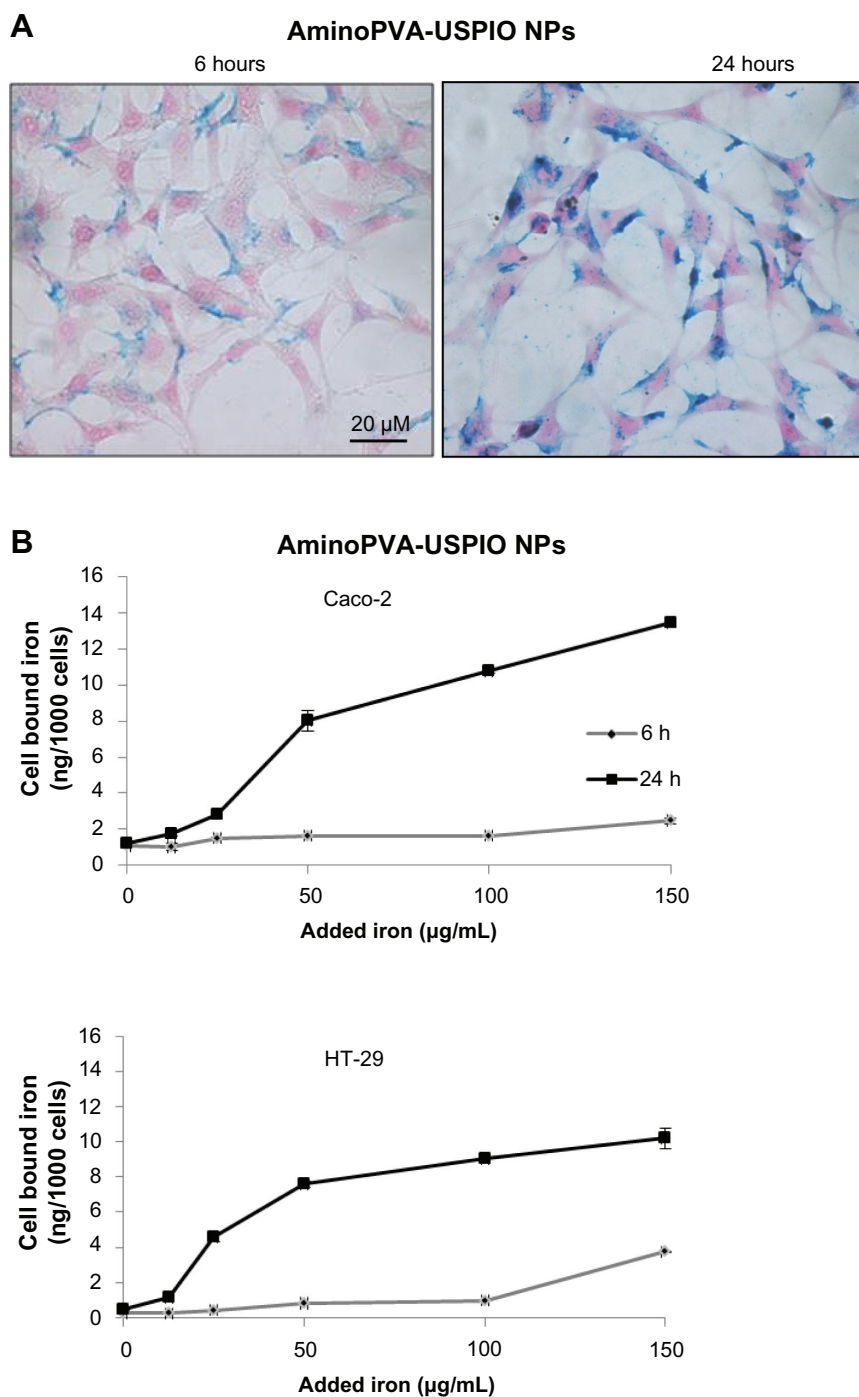 A
AminoPVA-USPIO NPs
6 hours
24 hours
20 µM
B
AminoPVA-USPIO NPs
Caco-2
Cell bound iron
(ng/1000 cells)
16
14
12
10
8
6
4
2
0
6 h
24 h
0 50 100 150
Added iron (µg/mL)
HT-29
Cell bound iron
(ng/1000 cells)
16
14
12
10
8
6
4
2
0
0 50 100 150
Added iron (µg/mL)